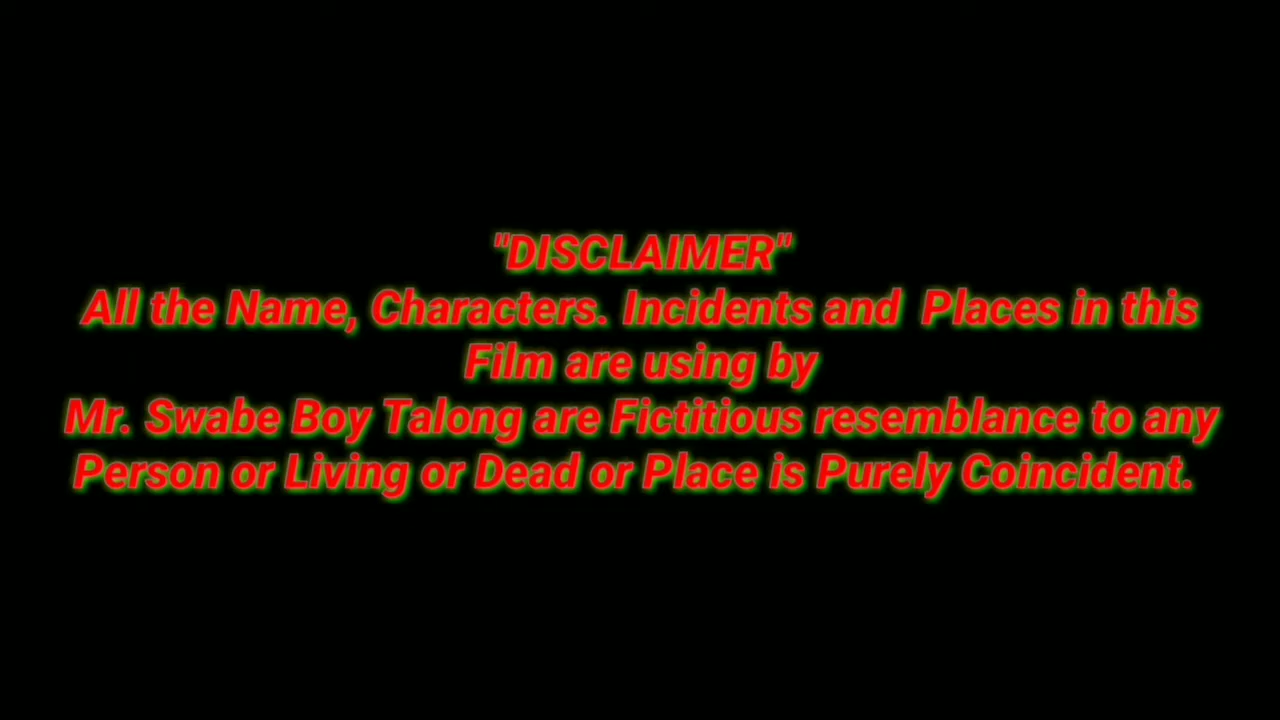 "DISCLAIMER"
All the Name, Characters. Incidents and  Places in this
Film are using by
Mr. Swabe Boy Talong are Fictitious resemblance to any
Person or Living or Dead or Place is Purely Coincident.